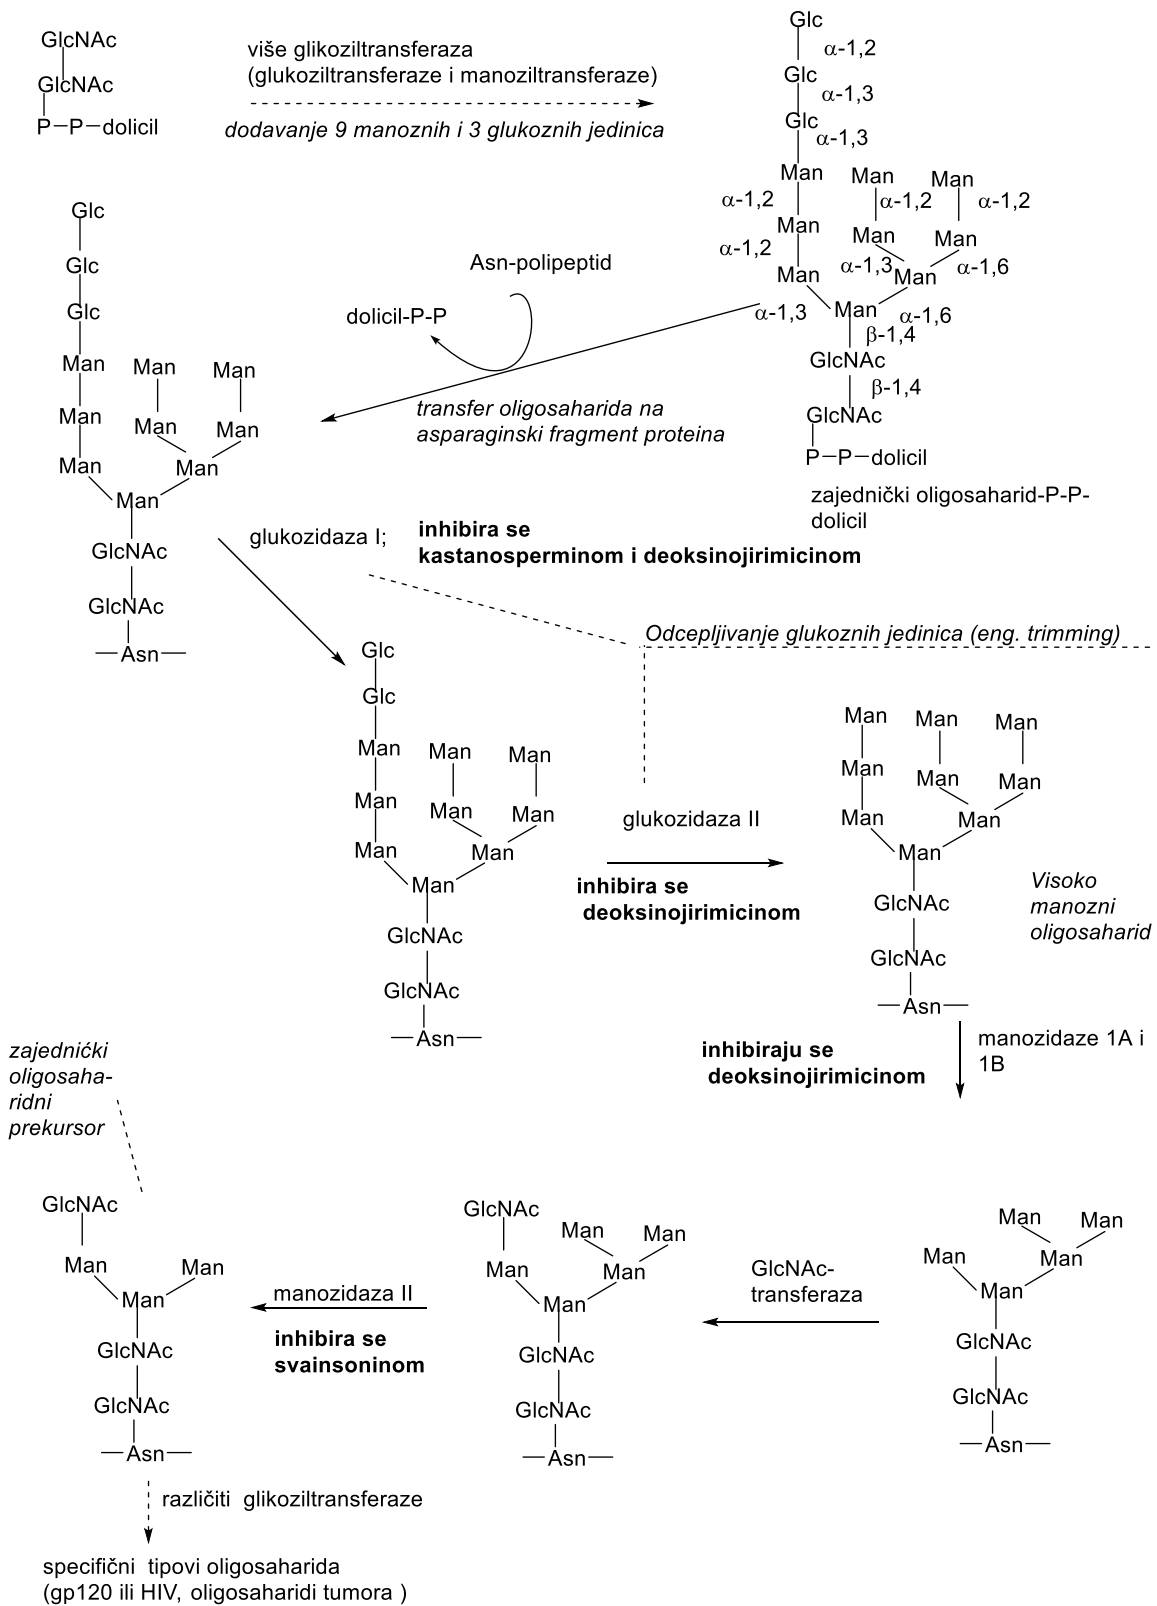 GlcNAc
GlcNAc
P–P–dolicil
više glikoziltransferaza
(glukoziltransferaze i manoziltransferaze)
dodavanje 9 manoznih i 3 glukoznih jedinica
Glc
α-1,2
Glc
α-1,3
Glc
α-1,3
Man Man Man
α-1,2 α-1,2 α-1,2
Man Man Man
α-1,2 α-1,3 α-1,6
Man Man
α-1,3 Man α-1,6
β-1,4
GlcNAc
β-1,4
GlcNAc
P–P–dolicil
zajednički oligosaharid-P-P-
dolicil
Asn-polipeptid
dolicil-P-P
transfer oligosaharida na
asparaginski fragment proteina
Glc
Glc
Glc
Man Man Man
Man Man Man
Man Man
Man
GlcNAc
GlcNAc
Asn
glukozidaza I;
inhibira se
kastanosperminom i deoksinojirimicinom
Odcepljivanje glukoznih jedinica (eng. trimming)
Glc
Glc
Man Man Man
Man Man Man
Man Man
Man
GlcNAc
GlcNAc
Asn
glukozidaza II
inhibira se
deoksinojirimicinom
Man Man Man
Man Man Man
Man Man
Man
GlcNAc
GlcNAc
Asn
Visoko
manozni
oligosaharid
manozidaze 1A i
1B
inhibiraju se
deoksinojirimicinom
Man Man
Man Man
Man
GlcNAc
GlcNAc
Asn
GlcNAc-
transferaza
GlcNAc
Man Man
Man Man
Man
GlcNAc
GlcNAc
Asn
manozidaza II
inhibira se
svainsoninom
zajednićki
oligosaha-
ridni
prekursor
GlcNAc
Man Man
Man
GlcNAc
GlcNAc
Asn
različiti glikoziltransferaze
specifični tipovi oligosaharida
(gp120 ili HIV, oligosaharidi tumora )